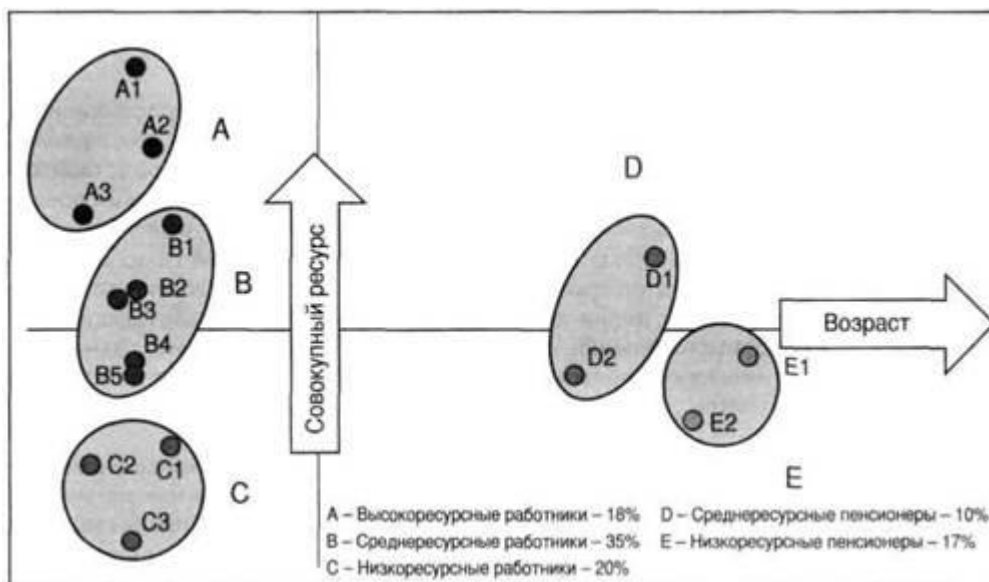 A1
A2
A
A3
B1
B
B2
B3
B4
B5
C2
C1
C
C3
Совокупный ресурс
D
D1
D2
Возраст
E1
E2
E
A – Высокоресурсные работники – 18%
B – Среднересурсные работники – 35%
C – Низкоресурсные работники – 20%
D – Среднересурсные пенсионеры – 10%
E – Низкоресурсные пенсионеры – 17%